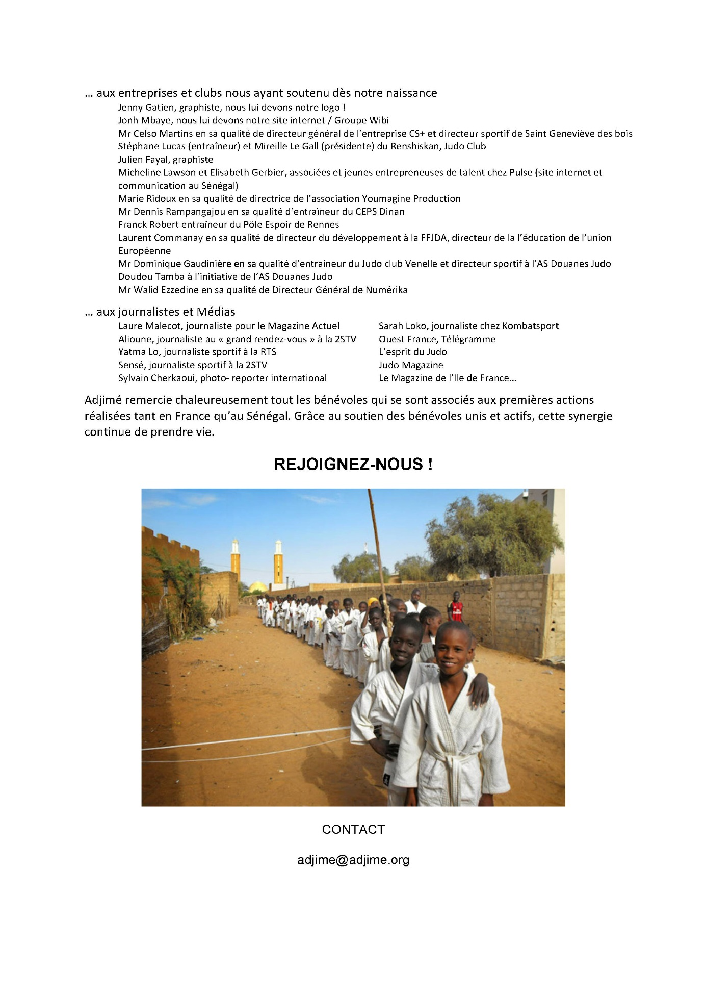 ... aux entreprises et clubs nous ayant soutenu dès notre naissance
Jenny Gatien, graphiste, nous lui devons notre logo !
Jonh Mbaye, nous lui devons notre site internet / Groupe Wibi
Mr Celso Martins en sa qualité de directeur général de l’entreprise CS+ et directeur sportif de Saint Geneviève des bois
Stéphane Lucas (entraîneur) et Mireille Le Gall (présidente) du Renshiskan, Judo Club
Julien Fayal, graphiste
Micheline Lawson et Elisabeth Gerbier, associées et jeunes entrepreneuses de talent chez Pulse (site internet et
communication au Sénégal)
Marie Ridoux en sa qualité de directrice de l’association Youmagine Production
Mr Dennis Rampangajou en sa qualité d’entraîneur du CEPS Dinan
Franck Robert entraîneur du Pôle Espoir de Rennes
Laurent Commanay en sa qualité de directeur du développement à la FFJDA, directeur de la l’éducation de l’union
Européenne
Mr Dominique Gaudinière en sa qualité d’entraineur du Judo club Venelle et directeur sportif à l’AS Douanes Judo
Doudou Tamba à l’initiative de l’AS Douanes Judo
Mr Walid Ezzedine en sa qualité de Directeur Général de Numérika
... aux journalistes et Médias
Laure Malecot, journaliste pour le Magazine Actuel
Alioune, journaliste au « grand rendez-vous » à la 2STV
Yatma Lo, journaliste sportif à la RTS
Sensé, journaliste sportif à la 2STV
Sylvain Cherkaoui, photo- reporter international
Sarah Loko, journaliste chez Kombatsport
Ouest France, Télégramme
L’esprit du Judo
Judo Magazine
Le Magazine de l’Ile de France...
Adjimé remercie chaleureusement tout les bénévoles qui se sont associés aux premières actions
réalisées tant en France qu’au Sénégal. Grâce au soutien des bénévoles unis et actifs, cette synergie
continue de prendre vie.
REJOIGNEZ-NOUS !
CONTACT
adjime@adjime.org